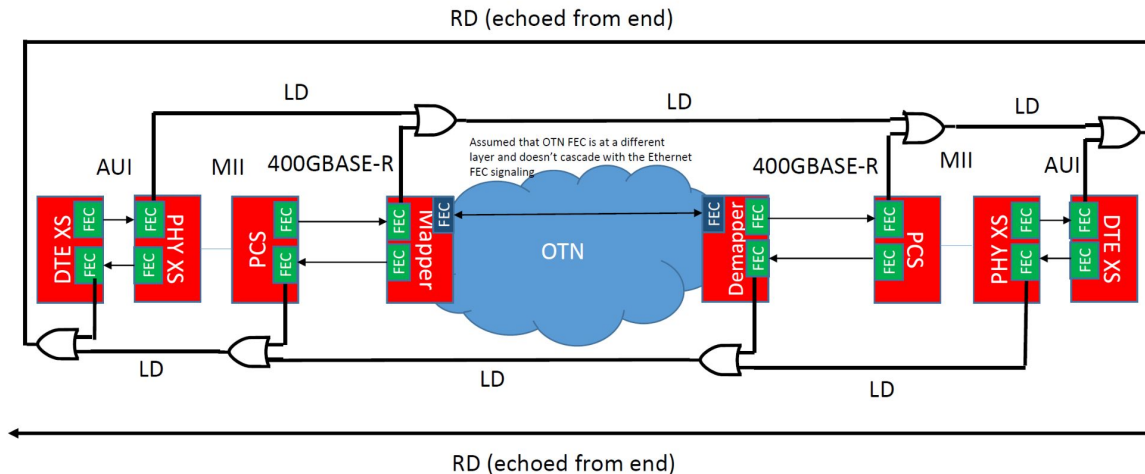 RD (echoed from end)
LD
LD
LD
Assumed that OTN FEC is at a different
layer and doesn't cascade with the Ethernet
FEC signaling
AUI
MII
400GBASE-R
400GBASE-R
MII
AUI
DTE XS
FEC
FEC
PHY XS
FEC
FEC
PCS
FEC
FEC
Mapper
FEC
FEC
FEC
OTN
Demapper
FEC
FEC
FEC
PCS
FEC
FEC
PHY XS
FEC
FEC
DTE XS
FEC
FEC
LD
LD
LD
RD (echoed from end)